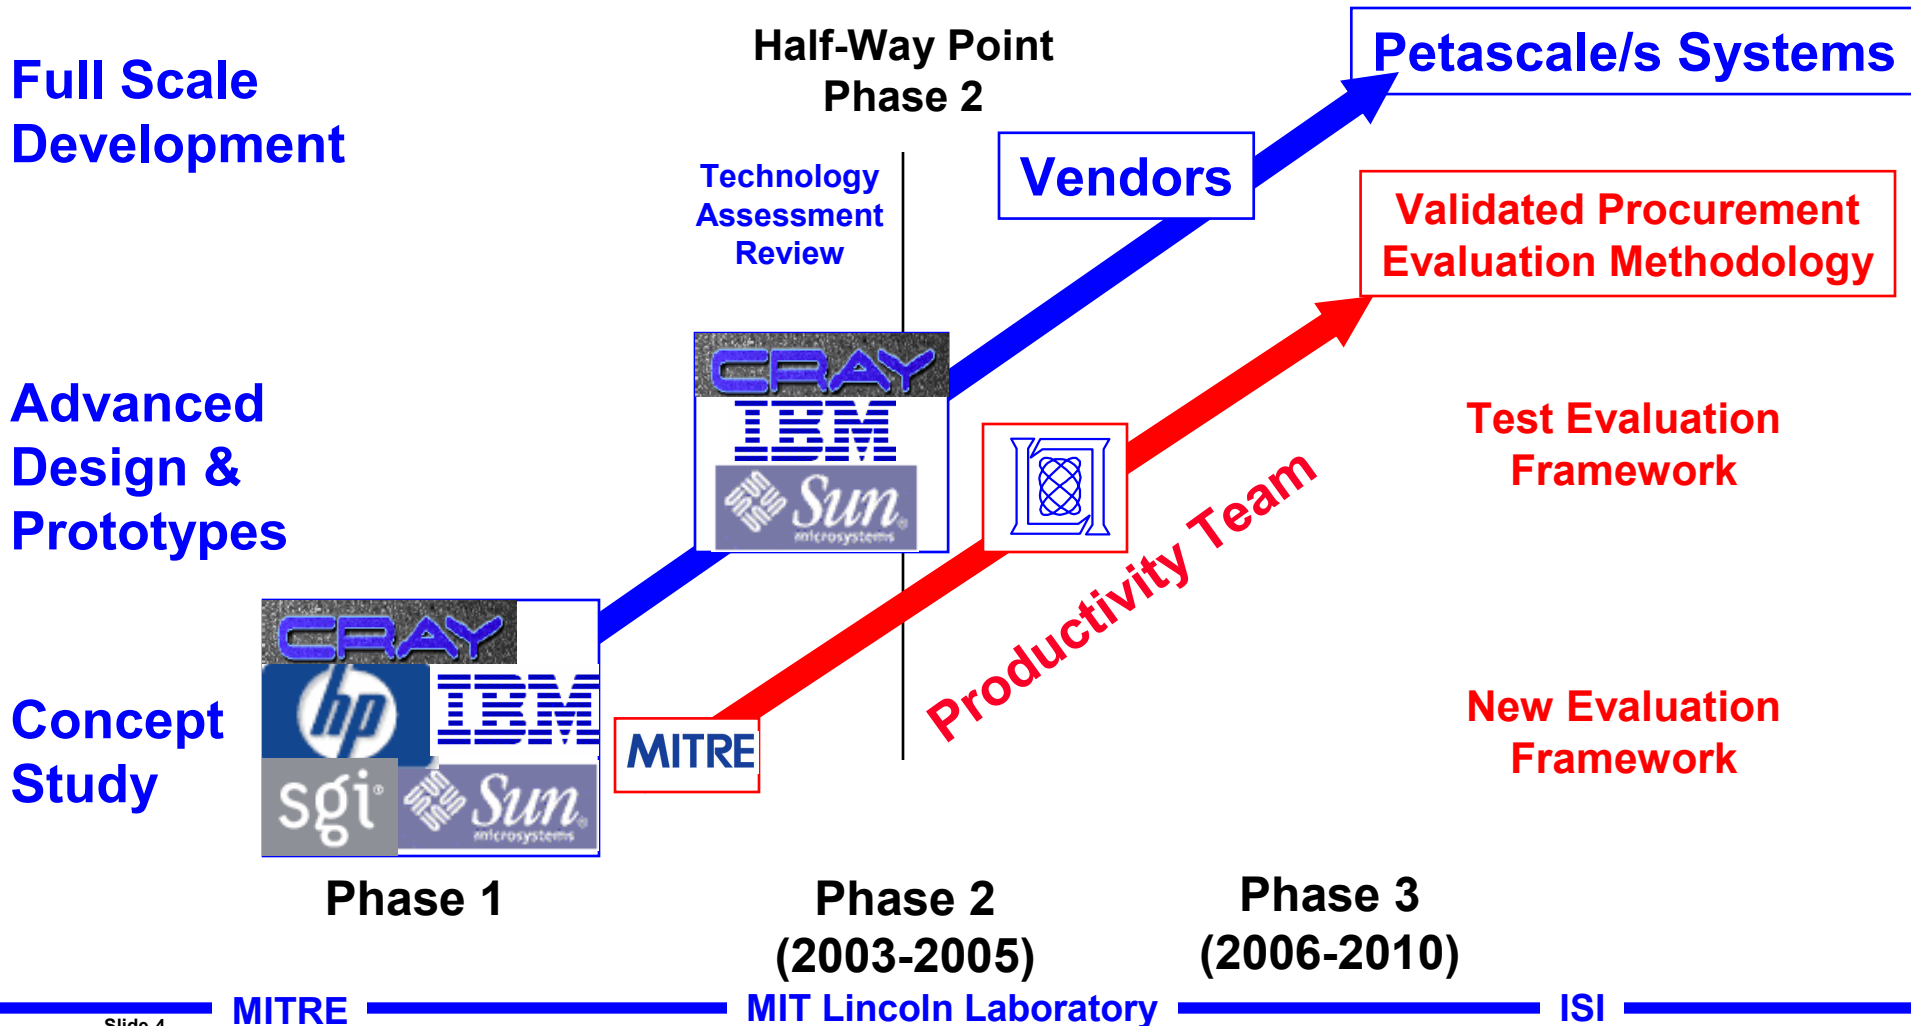 Full Scale
Development
Half-Way Point
Phase 2
Petascale/s Systems
Technology
Assessment
Review
Vendors
Validated Procurement
Evaluation Methodology
Advanced
Design &
Prototypes
CRAY
IBM
Sun
microsystems
Test Evaluation
Framework
Productivity Team
Concept
Study
CRAY
hp
IBM
sgi
Sun
microsystems
MITRE
New Evaluation
Framework
Phase 1
Phase 2
(2003-2005)
Phase 3
(2006-2010)
Slide-4
MITRE
MIT Lincoln Laboratory
ISI